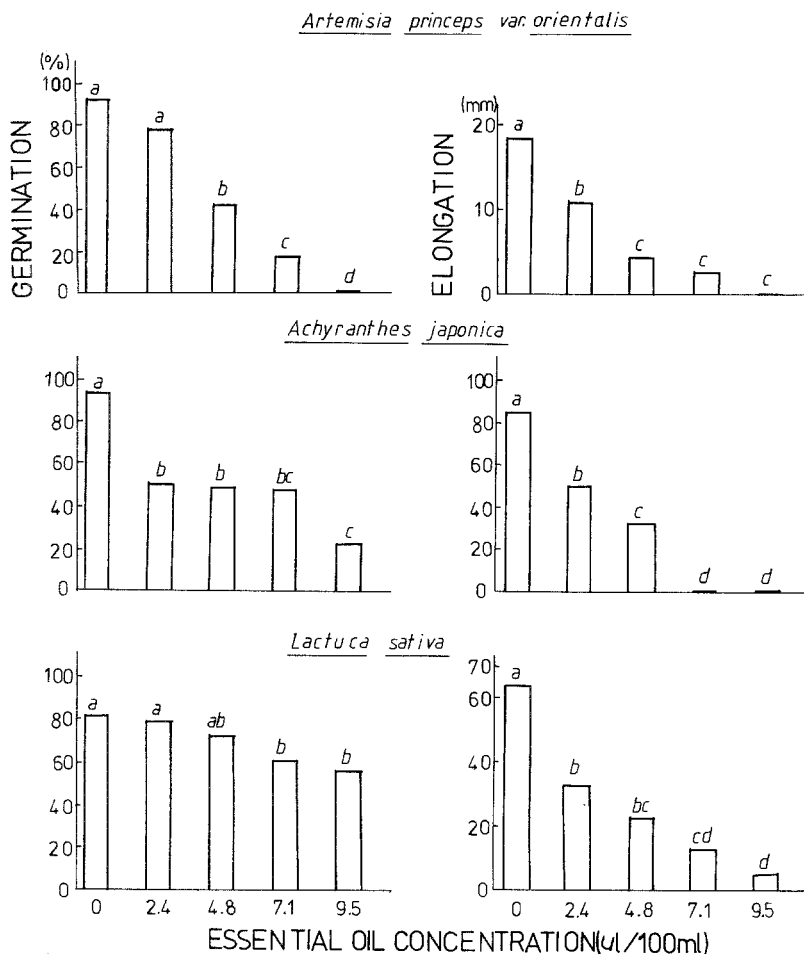 Artemisia princeps var. orientalis
(%)
GERMINATION
100
80
60
40
20
0
a
a
b
c
d
(mm)
ELONGATION
20
10
0
a
b
c
c
c
Achyranthes japonica
100
80
60
40
20
0
a
b
b
bc
c
100
80
60
40
20
0
a
b
c
d
d
Lactuca sativa
100
80
60
40
20
0
a
a
ab
b
b
0
2.4
4.8
7.1
9.5
70
60
40
20
0
a
b
bc
cd
d
0
2.4
4.8
7.1
9.5
ESSENTIAL OIL CONCENTRATION(ul/100ml)